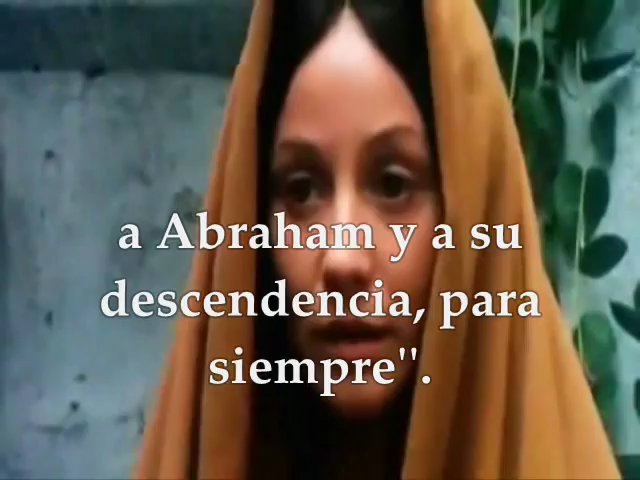 a Abraham y a su
descendencia, para
siempre".